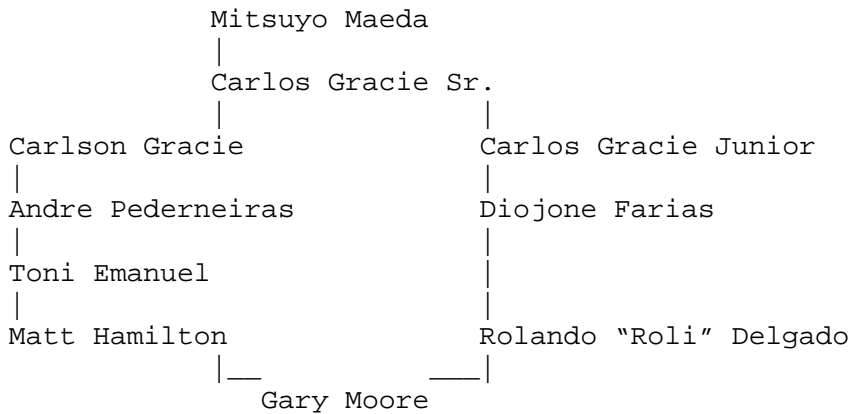 Mitsuyo Maeda
Carlos Gracie Sr.
Carlson Gracie Carlos Gracie Junior
Andre Pederneiras Diojone Farias
Toni Emanuel
Matt Hamilton Rolando “Roli” Delgado
Gary Moore